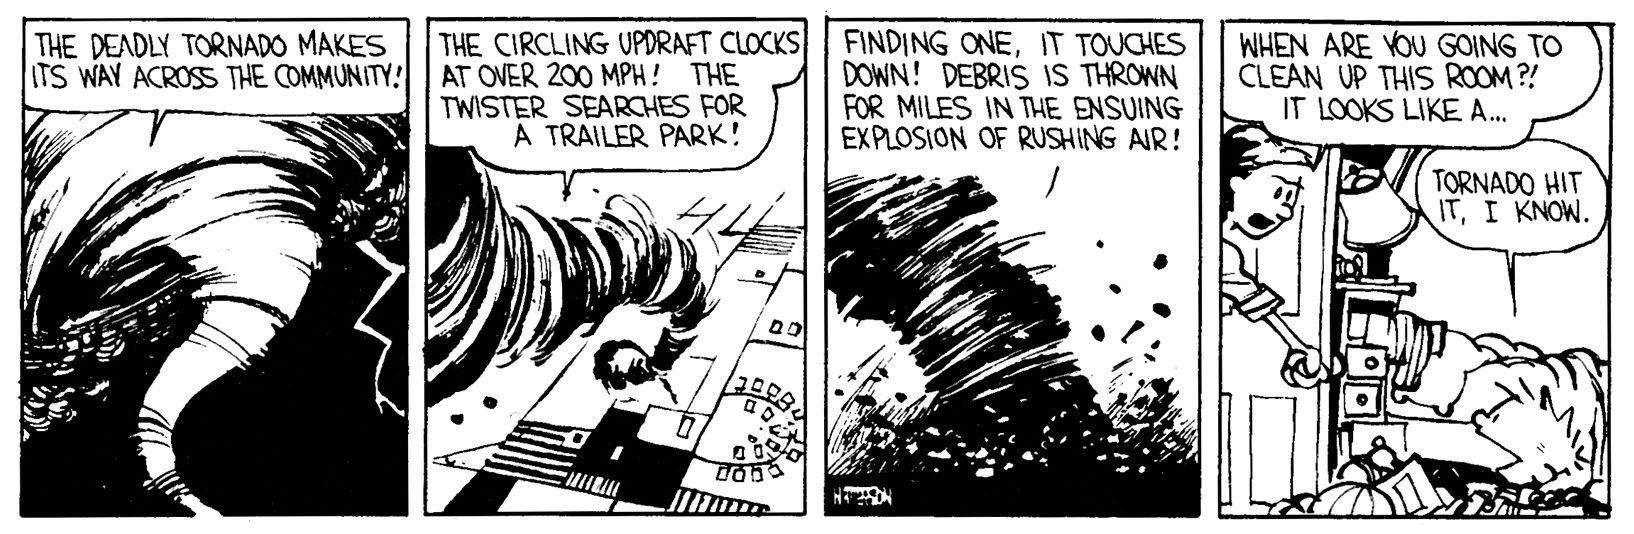 THE DEADLY TORNADO MAKES
ITS WAY ACROSS THE COMMUNITY!
THE CIRCLING UPDRAFT CLOCKS
AT OVER 200 MPH! THE
TWISTER SEARCHES FOR
A TRAILER PARK!
FINDING ONE, IT TOUCHES
DOWN! DEBRIS IS THROWN
FOR MILES IN THE ENSUING
EXPLOSION OF RUSHING AIR!
WHEN ARE YOU GOING TO
CLEAN UP THIS ROOM?!
IT LOOKS LIKE A...
TORNADO HIT
IT, I KNOW.